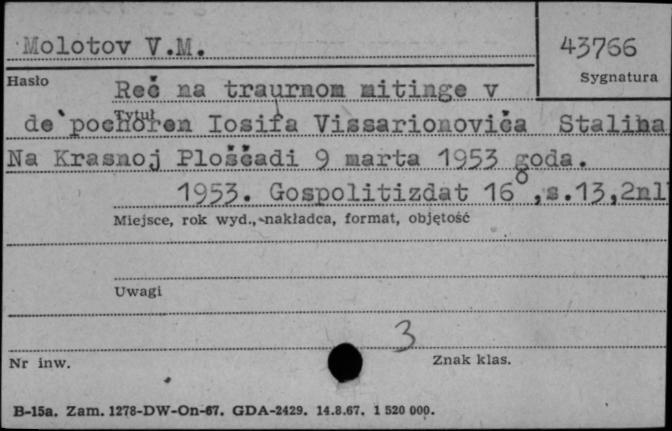 Molotov V.M.
43766
Hasło
Sygnatura
Reč na traurnom mitinge v
Tytuł
de pochoren Iosifa Vissarionoviča Stalina
Na Krasnoj Ploščadi 9 marta 1953 goda.
1953. Gospolitizdat 16°, s.13, 2nl
Miejsce, rok wyd., nakładca, format, objętość
Uwagi
3
Nr inw.
Znak klas.
B-15a. Zam. 1278-DW-On-67. GDA-2429. 14.8.67. 1 520 000.